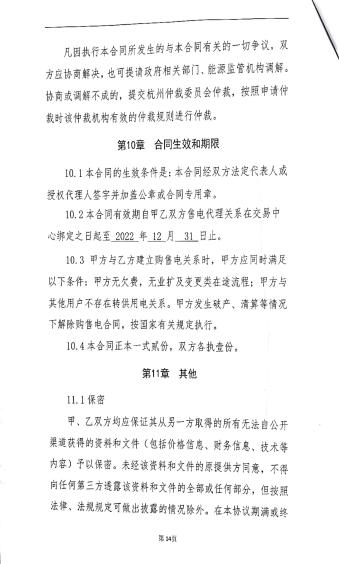 凡因执行本合同所发生的与本合同有关的一切争议，双
方应协商解决，也可提请政府相关部门、能源监管机构调解。
协商或调解不成的，提交杭州仲裁委员会仲裁，按照申请仲
裁时该仲裁机构有效的仲裁规则进行仲裁。
第10章 合同生效和期限
10.1 本合同的生效条件是：本合同经双方法定代表人或
授权代理人签字并加盖公章或合同专用章。
10.2 本合同有效期自甲乙双方售电代理关系在交易中
心绑定之日起至 2022 年 12 月 31 日止。
10.3 甲方与乙方建立购售电关系时，甲方应同时满足
以下条件：甲方无欠费，无业扩及变更类在途流程；甲方与
其他用户不存在转供用电关系。甲方发生破产、清算等情况
下解除购售电合同，按国家有关规定执行。
10.4 本合同正本一式贰份，双方各执壹份。
第11章 其他
11.1 保密
甲、乙双方均应保证其从另一方取得的所有无法自公开
渠道获得的资料和文件（包括价格信息、财务信息、技术等
内容）予以保密。未经该资料和文件的原提供方同意，不得
向任何第三方透露该资料和文件的全部或任何部分，但按照
法律、法规规定可做出披露的情况除外。在本协议期满或终
第14页